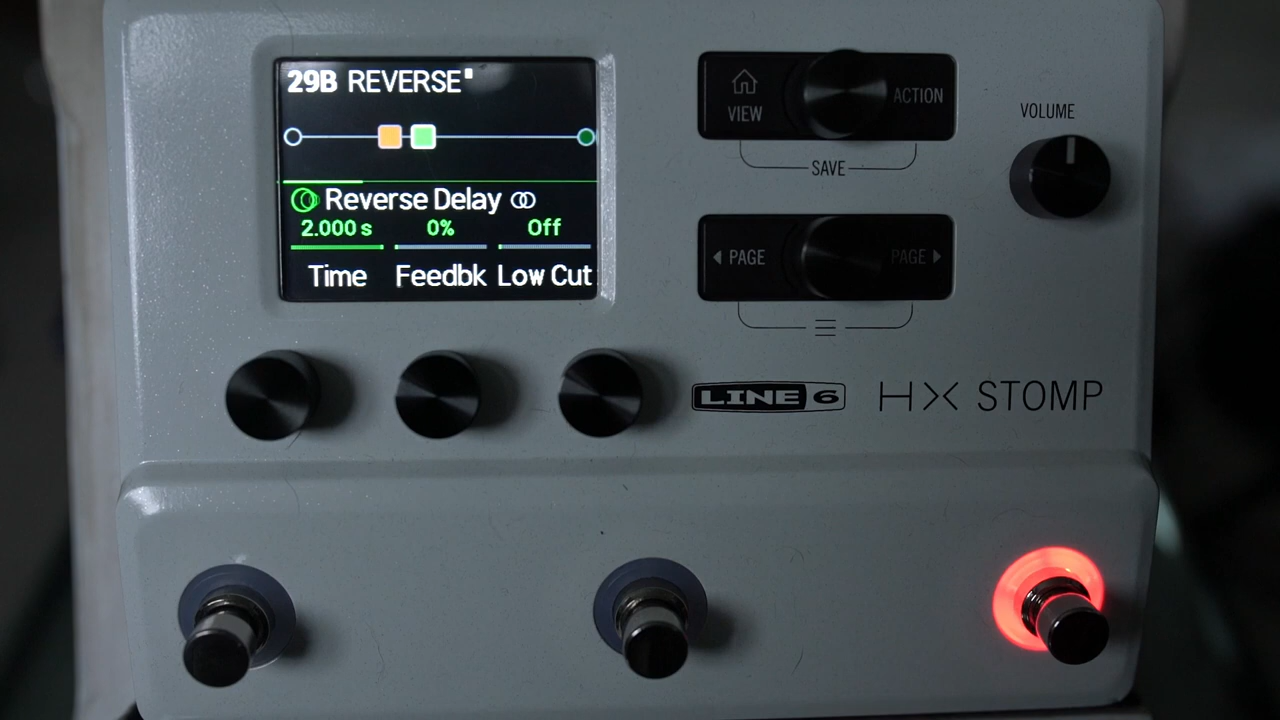 29B REVERSE
Reverse Delay
2.000 s 0% Off
Time Feedbk Low Cut
VIEW ACTION
SAVE
PAGE PAGE
VOLUME
LINE 6 HX STOMP